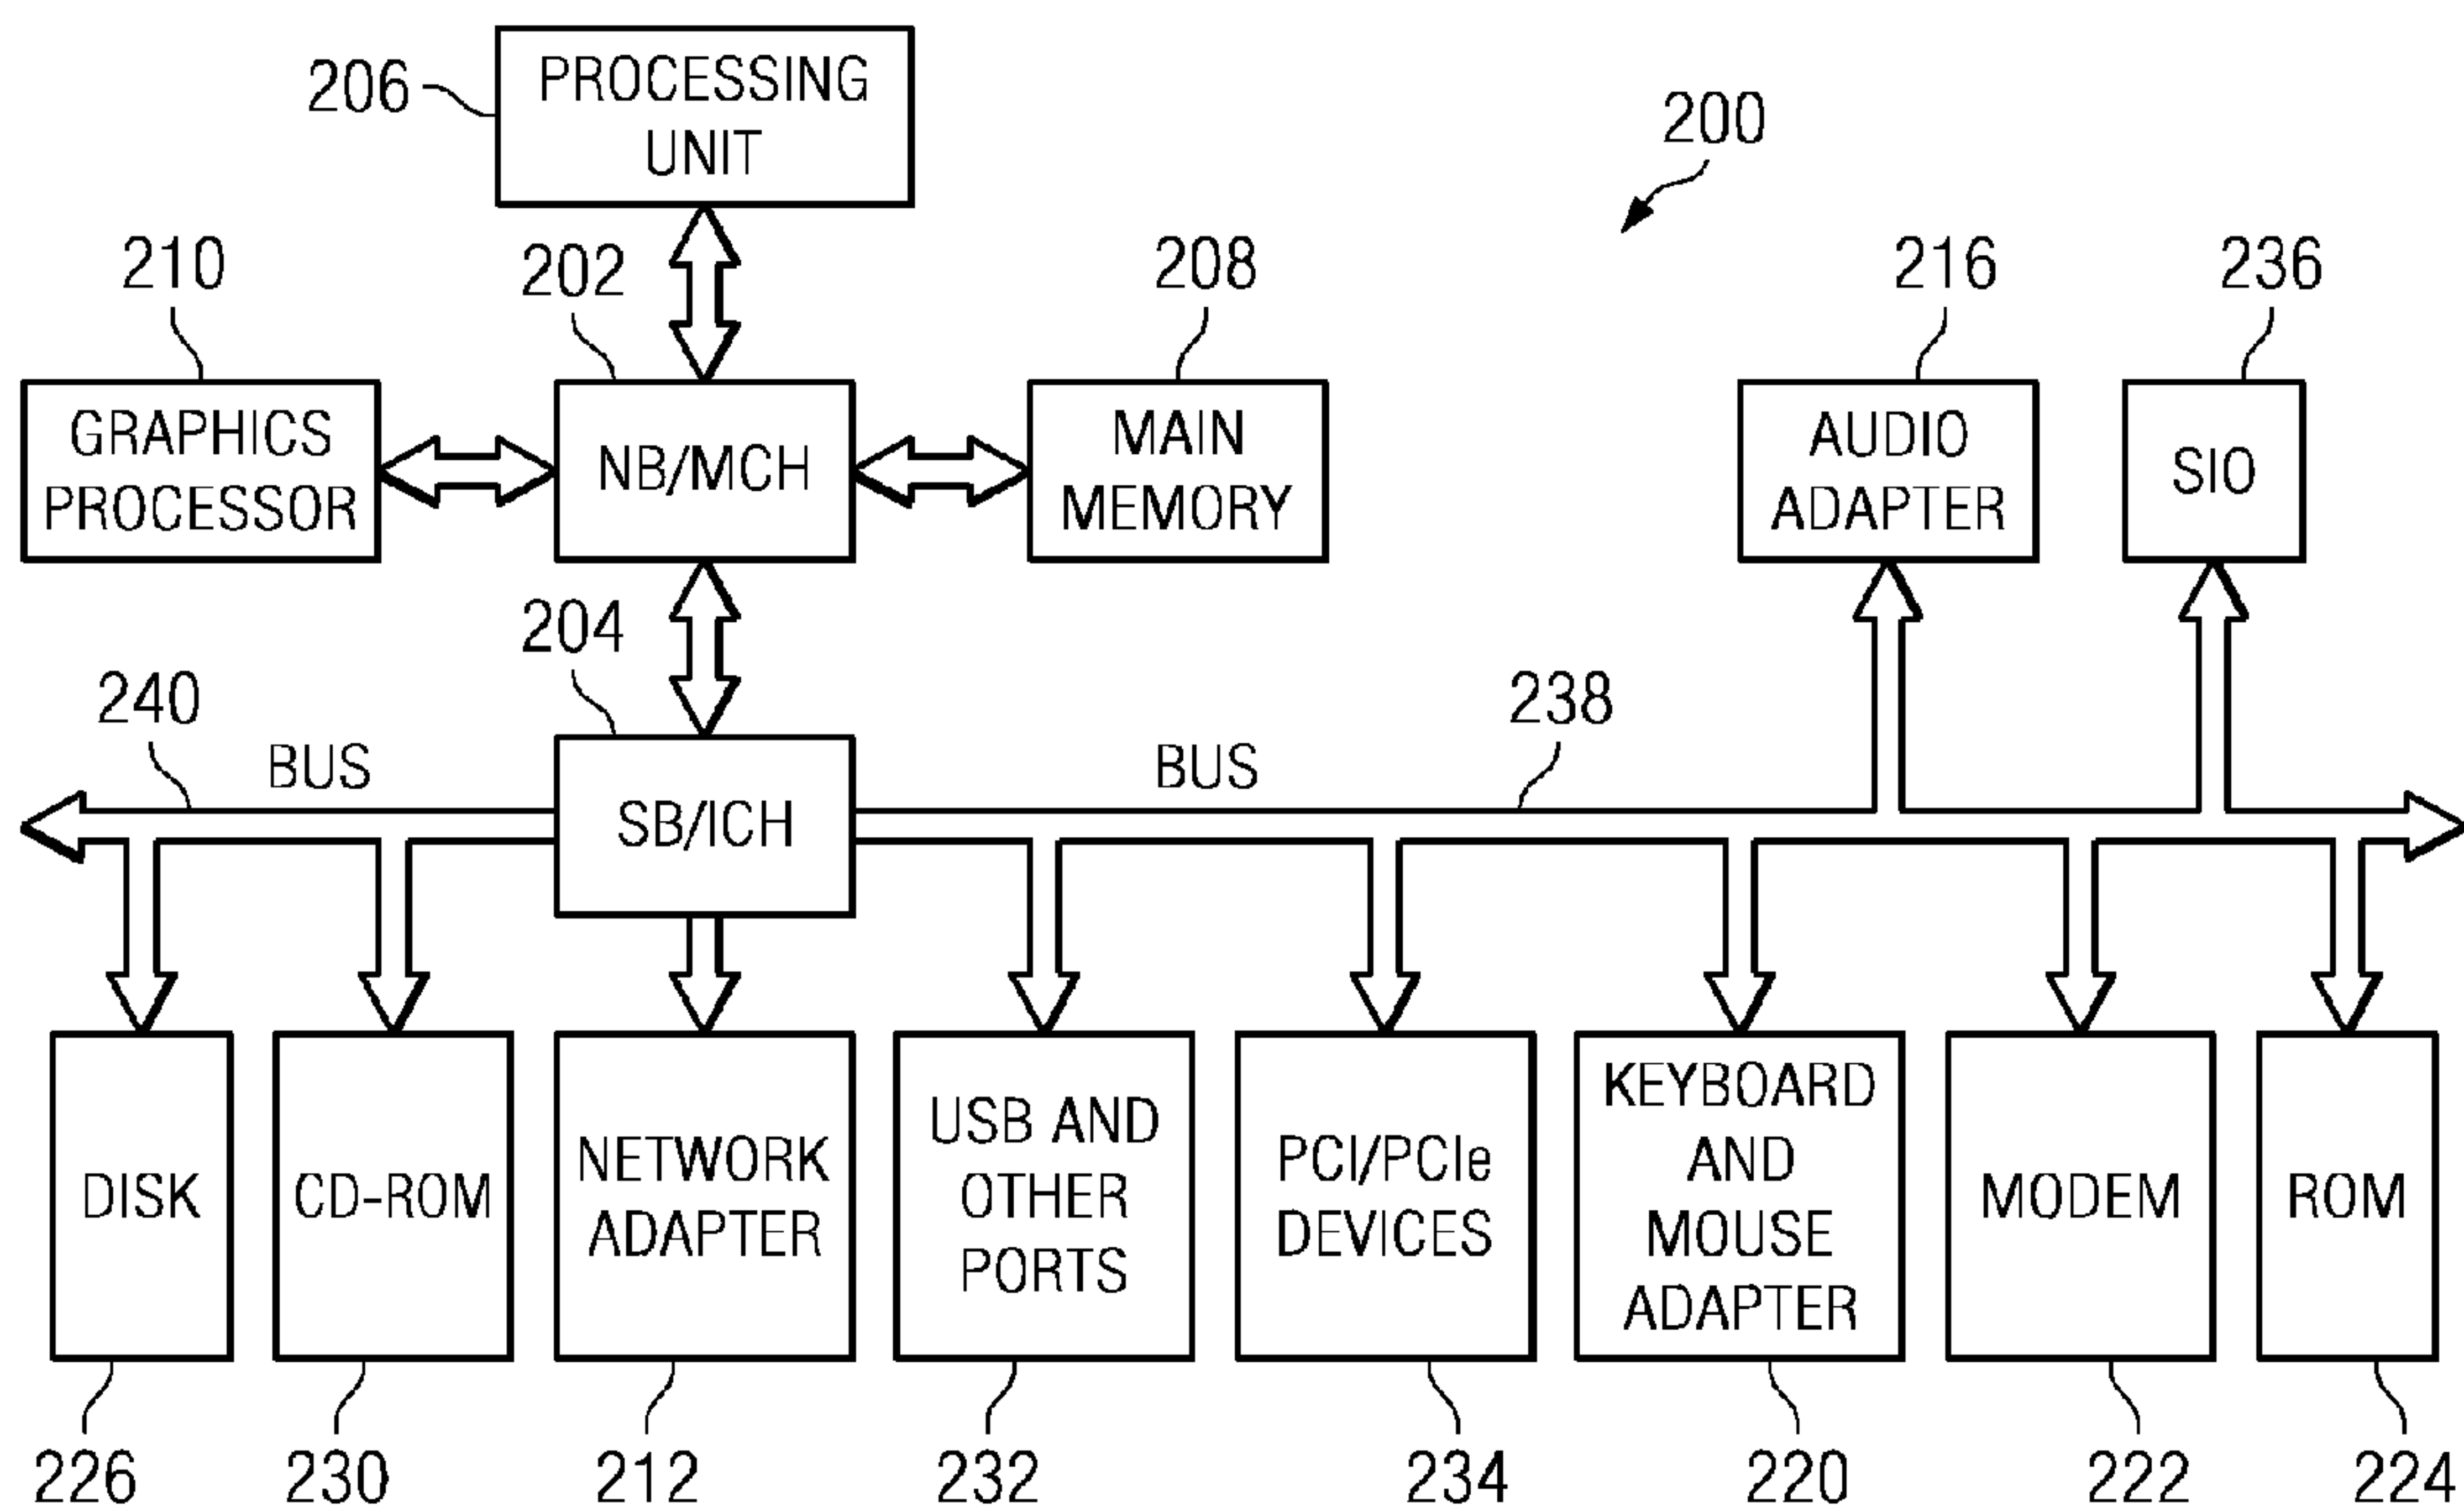 206
PROCESSING
UNIT
200
210
202
208
216
236
GRAPHICS
PROCESSOR
NB/MCH
MAIN
MEMORY
AUDIO
ADAPTER
SIO
204
240
BUS
BUS
238
SB/ICH
DISK
CD-ROM
NETWORK
ADAPTER
USB AND
OTHER
PORTS
PCI/PCIe
DEVICES
KEYBOARD
AND
MOUSE
ADAPTER
MODEM
ROM
226
230
212
232
234
220
222
224